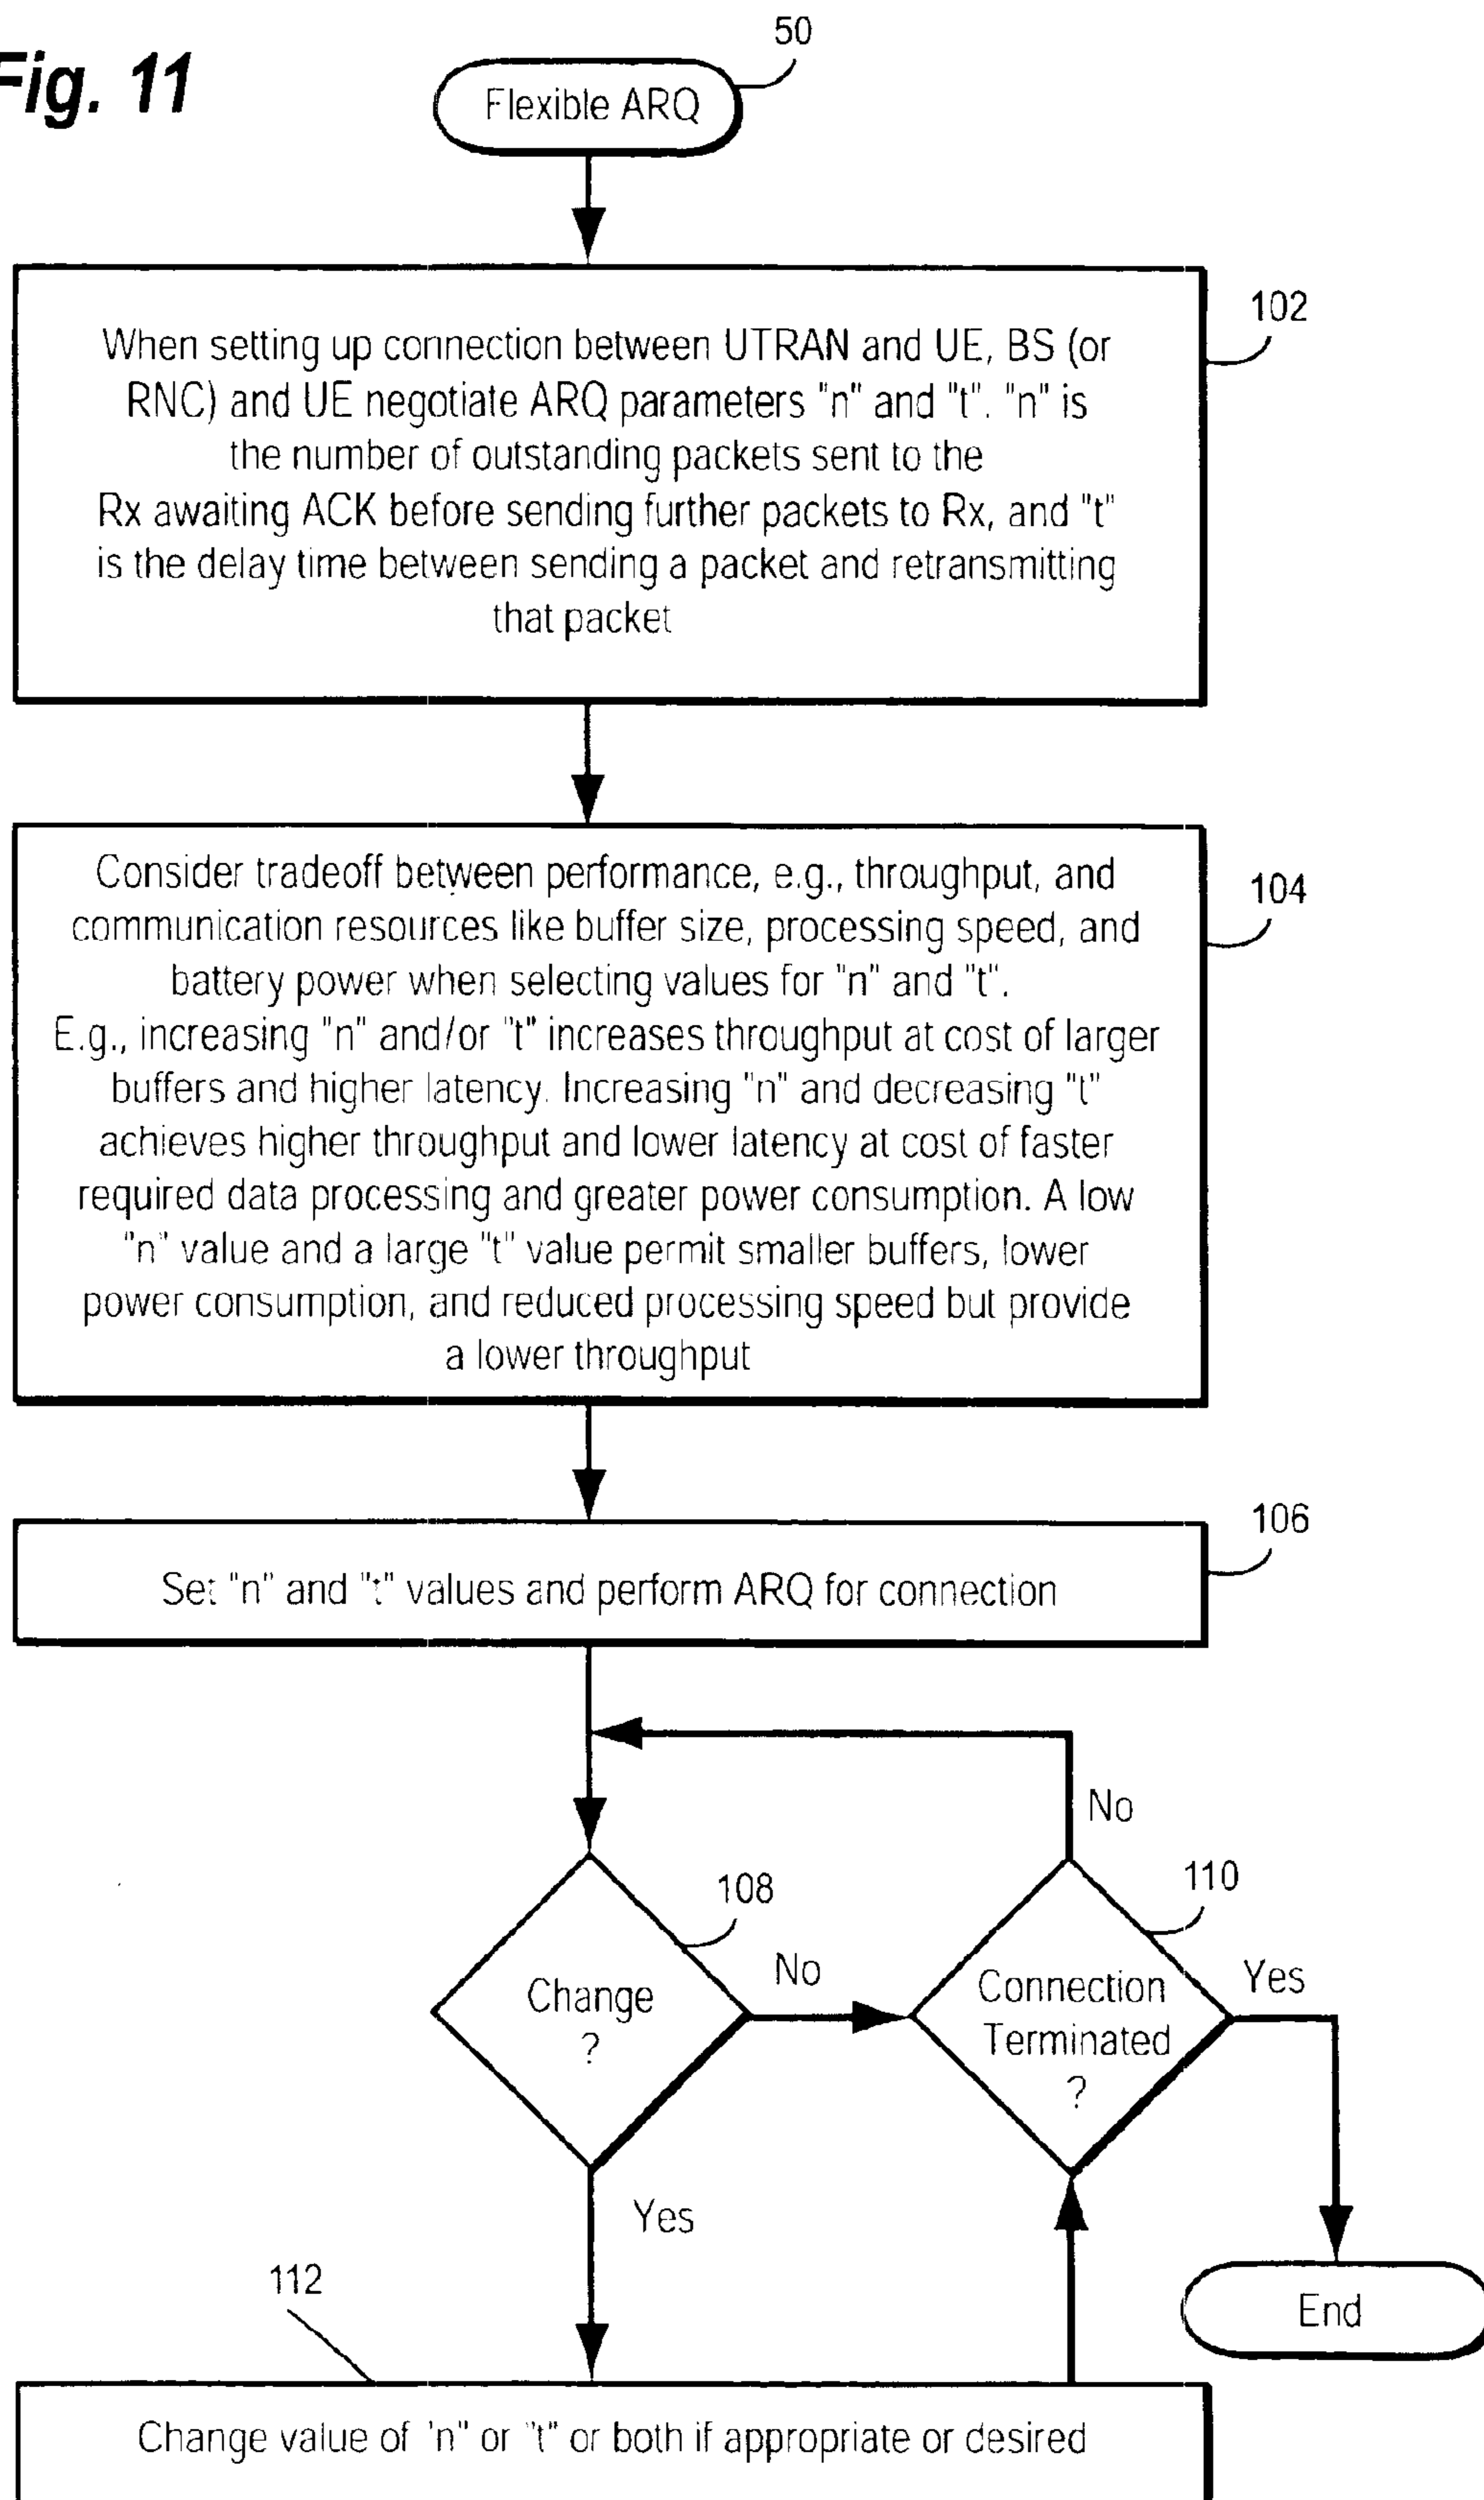 Fig. 11
50
Flexible ARQ
102
When setting up connection between UTRAN and UE, BS (or
RNC) and UE negotiate ARQ parameters "n" and "t". "n" is
the number of outstanding packets sent to the
Rx awaiting ACK before sending further packets to Rx, and "t"
is the delay time between sending a packet and retransmitting
that packet
104
Consider tradeoff between performance, e.g., throughput, and
communication resources like buffer size, processing speed, and
battery power when selecting values for "n" and "t".
E.g., increasing "n" and/or "t" increases throughput at cost of larger
buffers and higher latency. Increasing "n" and decreasing "t"
achieves higher throughput and lower latency at cost of faster
required data processing and greater power consumption. A low
"n" value and a large "t" value permit smaller buffers, lower
power consumption, and reduced processing speed but provide
a lower throughput
106
Set "n" and "t" values and perform ARQ for connection
No
108
110
Change
?
No
Connection
Terminated
?
Yes
Yes
112
End
Change value of "n" or "t" or both if appropriate or desired